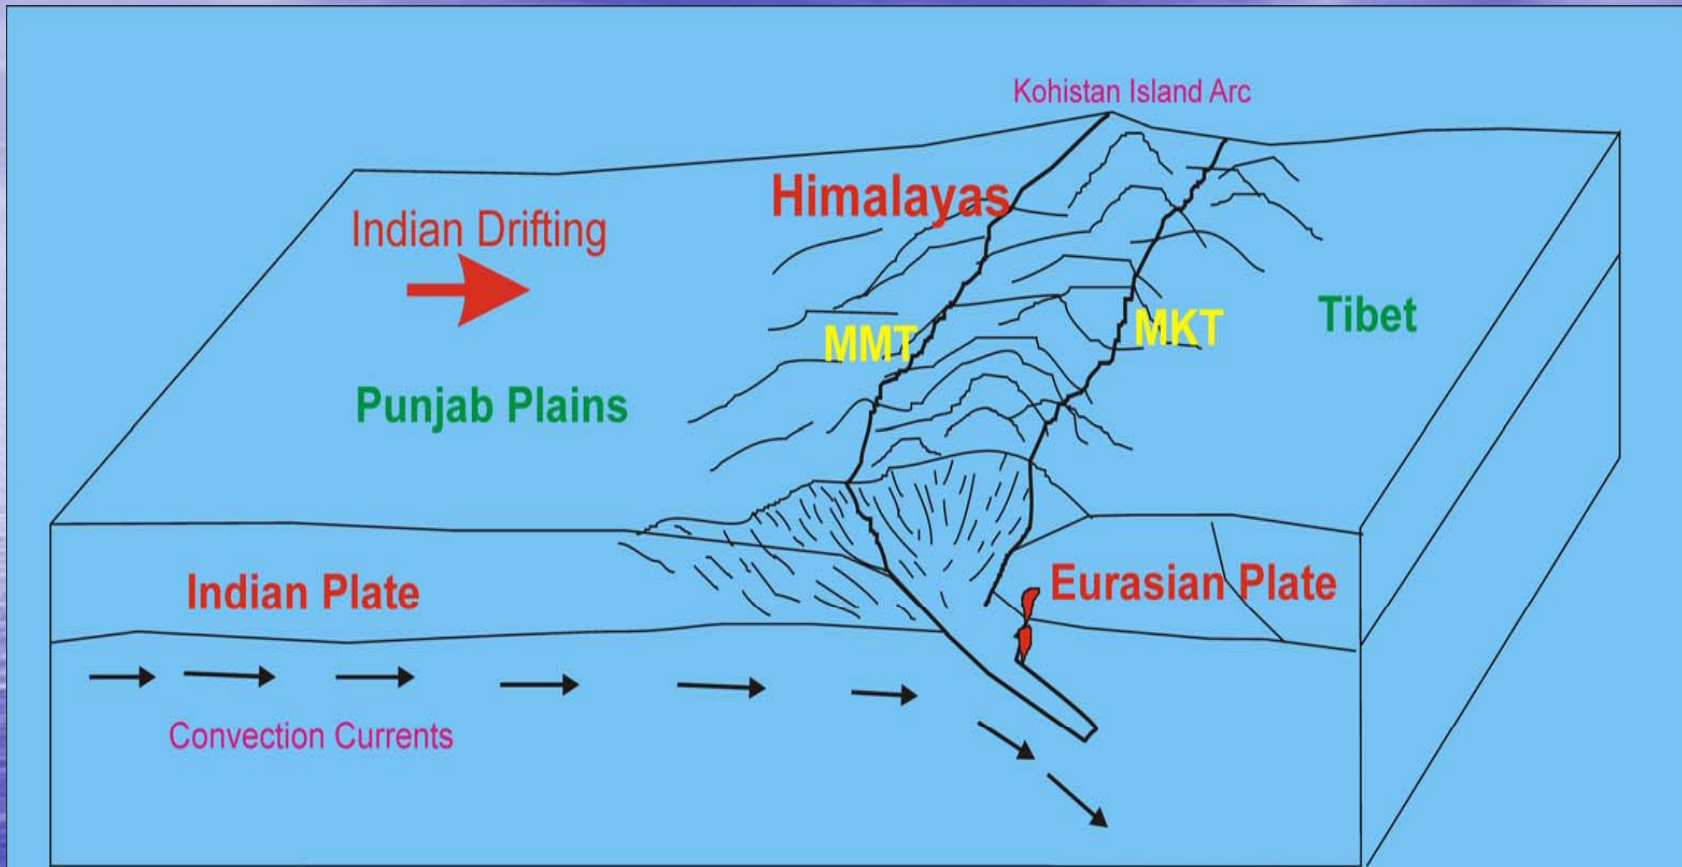 Kohistan Island Arc
Himalayas
Indian Drifting
MMT
MKT
Tibet
Punjab Plains
Indian Plate
Eurasian Plate
Convection Currents